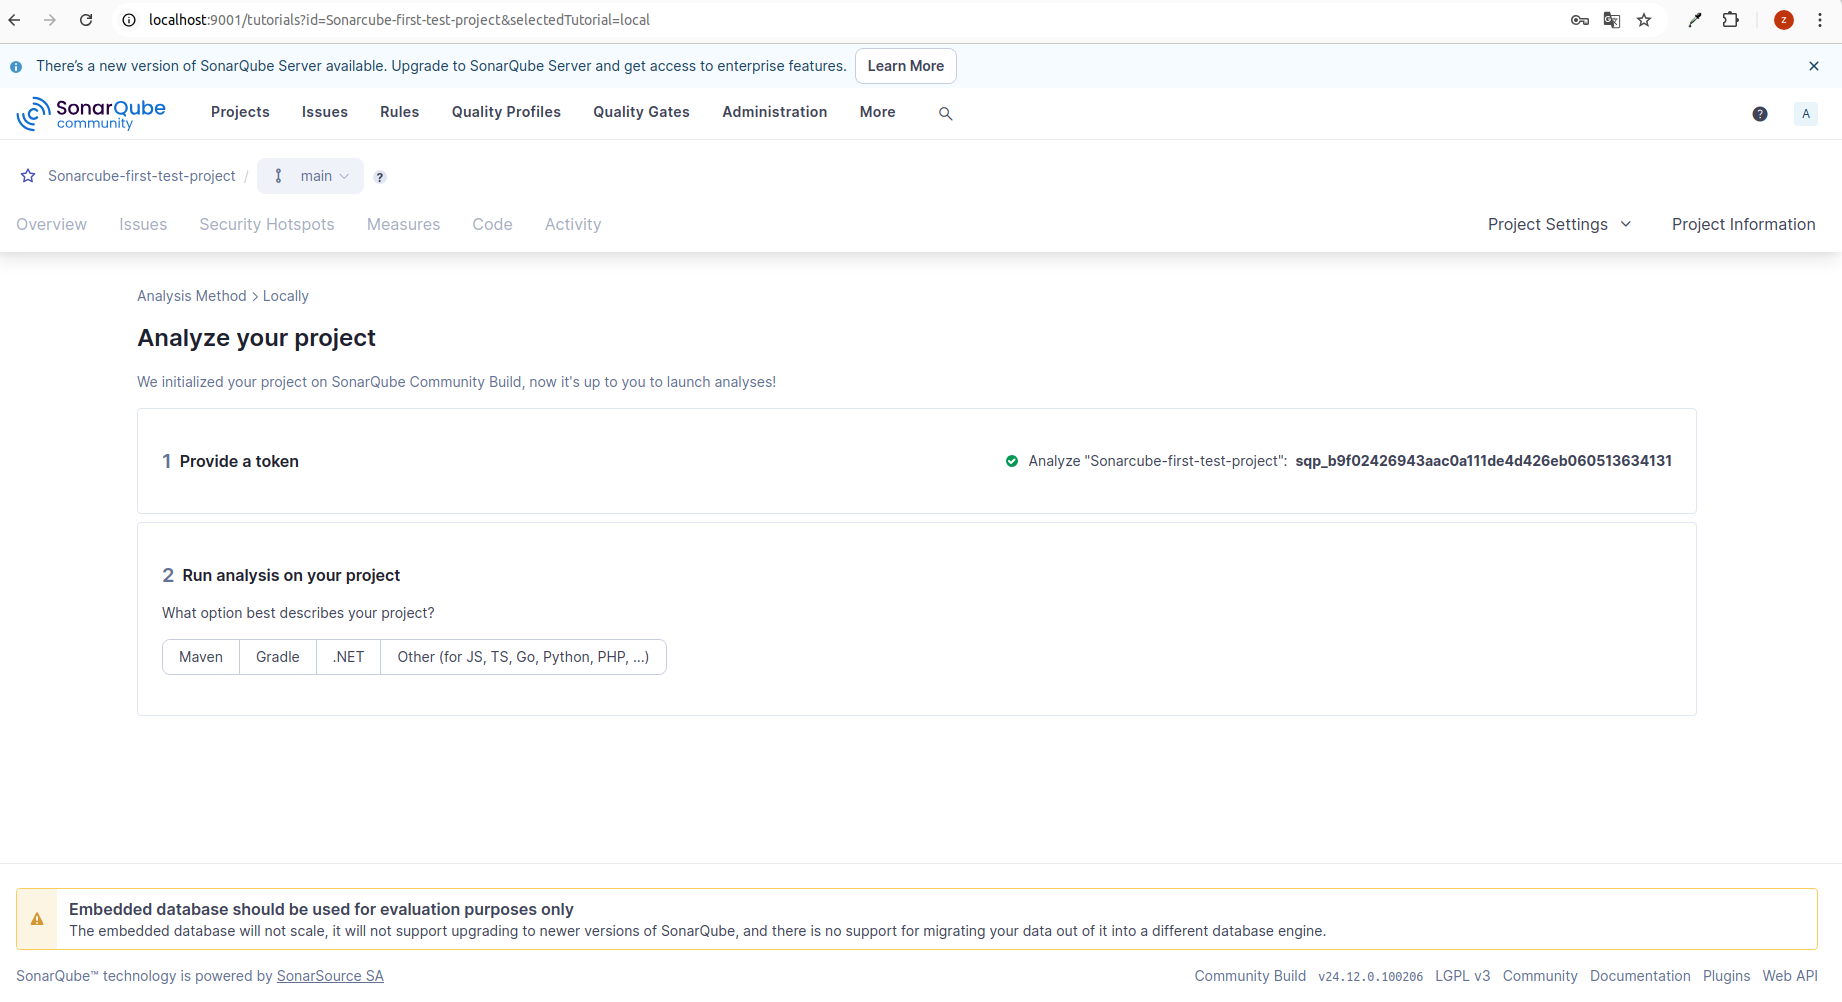 localhost:9001/tutorials?id=Sonarcube-first-test-project&selectedTutorial=local
z
There's a new version of SonarQube Server available. Upgrade to SonarQube Server and get access to enterprise features. Learn More
SonarQube community Projects Issues Rules Quality Profiles Quality Gates Administration More ? A
Sonarcube-first-test-project / main ?
Overview Issues Security Hotspots Measures Code Activity Project Settings Project Information
Analysis Method > Locally
Analyze your project
We initialized your project on SonarQube Community Build, now it's up to you to launch analyses!
1 Provide a token Analyze "Sonarcube-first-test-project": sqp_b9f02426943aac0a111de4d426eb060513634131
2 Run analysis on your project
What option best describes your project?
Maven Gradle .NET Other (for JS, TS, Go, Python, PHP, ...)
Embedded database should be used for evaluation purposes only
The embedded database will not scale, it will not support upgrading to newer versions of SonarQube, and there is no support for migrating your data out of it into a different database engine.
SonarQube™ technology is powered by SonarSource SA Community Build v24.12.0.100206 LGPL v3 Community Documentation Plugins Web API